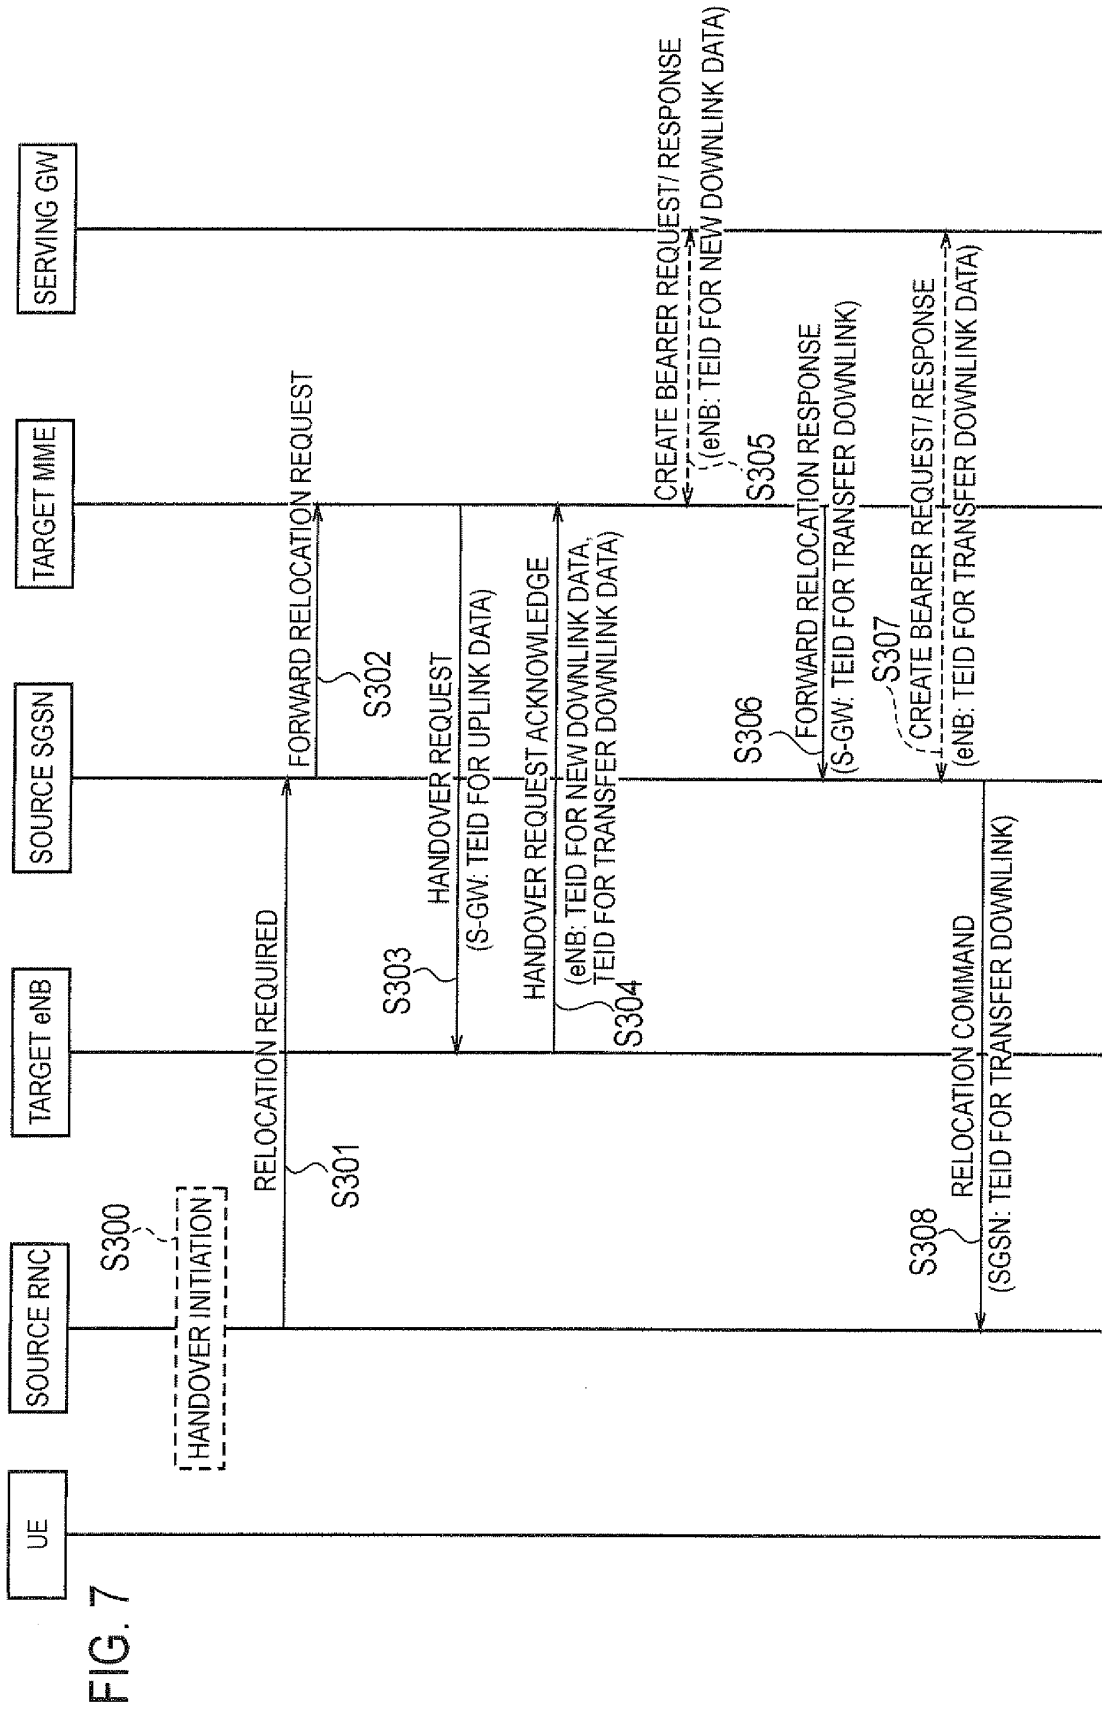 FIG. 7
UE
SOURCE RNC
TARGET eNB
SOURCE SGSN
TARGET MME
SERVING GW
S300
HANDOVER INITIATION
RELOCATION REQUIRED
S301
FORWARD RELOCATION REQUEST
S302
HANDOVER REQUEST
(S-GW: TEID FOR UPLINK DATA)
S303
HANDOVER REQUEST ACKNOWLEDGE
(eNB: TEID FOR NEW DOWNLINK DATA,
TEID FOR TRANSFER DOWNLINK DATA)
S304
CREATE BEARER REQUEST/ RESPONSE
(eNB: TEID FOR NEW DOWNLINK DATA)
S305
S306
FORWARD RELOCATION RESPONSE
(S-GW: TEID FOR TRANSFER DOWNLINK)
S307
CREATE BEARER REQUEST/ RESPONSE
(eNB: TEID FOR TRANSFER DOWNLINK DATA)
S308
RELOCATION COMMAND
(SGSN: TEID FOR TRANSFER DOWNLINK)